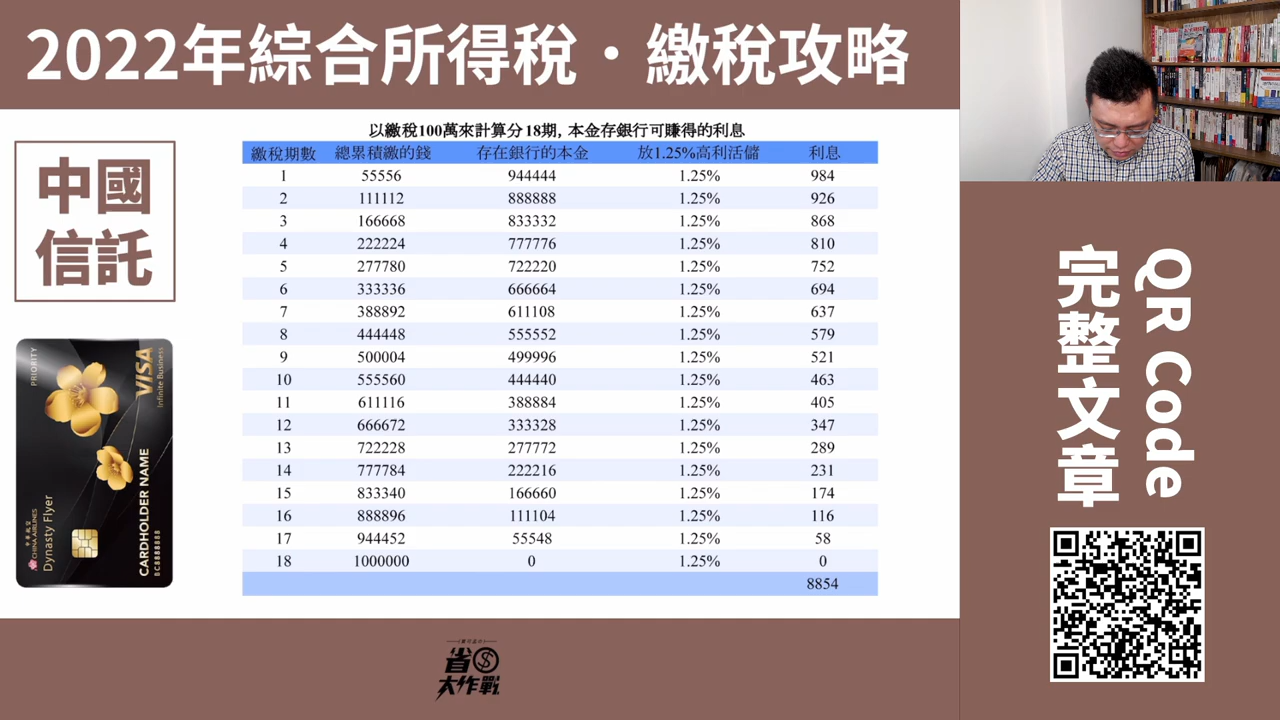 2022年綜合所得稅・繳稅攻略
中國
信託
PRIORITY
VISA
Infinite Business
CARDHOLDER NAME
BC8888888
CHINA AIRLINES
Dynasty Flyer
以繳稅100萬來計算分18期，本金存銀行可賺得的利息
繳稅期數 總累積繳的錢 存在銀行的本金 放1.25%高利活儲 利息
1 55556 944444 1.25% 984
2 111112 888888 1.25% 926
3 166668 833332 1.25% 868
4 222224 777776 1.25% 810
5 277780 722220 1.25% 752
6 333336 666664 1.25% 694
7 388892 611108 1.25% 637
8 444448 555552 1.25% 579
9 500004 499996 1.25% 521
10 555560 444440 1.25% 463
11 611116 388884 1.25% 405
12 666672 333328 1.25% 347
13 722228 277772 1.25% 289
14 777784 222216 1.25% 231
15 833340 166660 1.25% 174
16 888896 111104 1.25% 116
17 944452 55548 1.25% 58
18 1000000 0 1.25% 0
8854
QR Code
完整文章
省$
大作戰